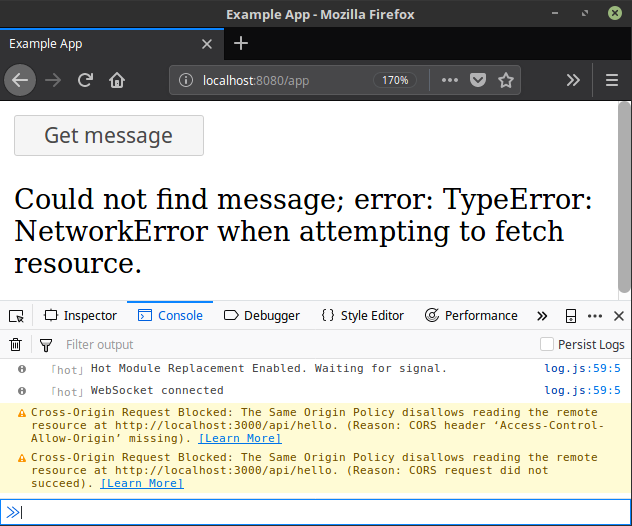 Example App - Mozilla Firefox
Example App
localhost:8080/app
170%
Get message
Could not find message; error: TypeError:
NetworkError when attempting to fetch
resource.
Inspector
Console
Debugger
{ } Style Editor
Performance
Filter output
Persist Logs
「hot」 Hot Module Replacement Enabled. Waiting for signal. log.js:59:5
「hot」 WebSocket connected log.js:59:5
Cross-Origin Request Blocked: The Same Origin Policy disallows reading the remote
resource at http://localhost:3000/api/hello. (Reason: CORS header ‘Access-Control-
Allow-Origin’ missing). [Learn More]
Cross-Origin Request Blocked: The Same Origin Policy disallows reading the remote
resource at http://localhost:3000/api/hello. (Reason: CORS request did not
succeed). [Learn More]